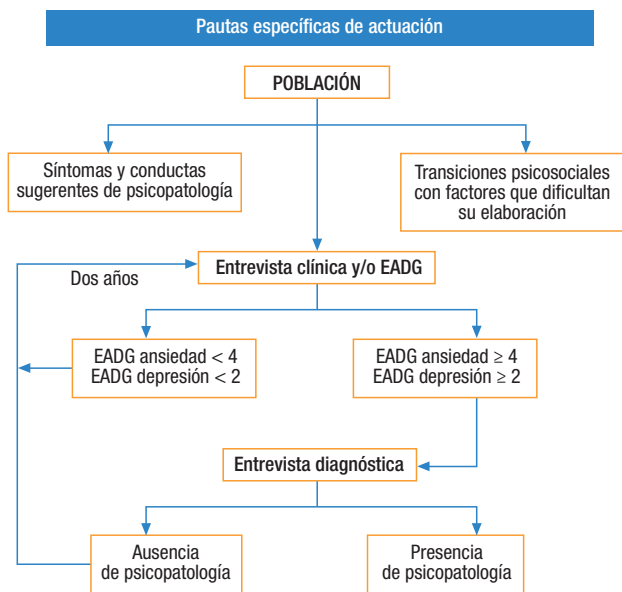 Pautas específicas de actuación
POBLACIÓN
Síntomas y conductas
sugerentes de psicopatología
Transiciones psicosociales
con factores que dificultan
su elaboración
Dos años
Entrevista clínica y/o EADG
EADG ansiedad < 4
EADG depresión < 2
EADG ansiedad ≥ 4
EADG depresión ≥ 2
Entrevista diagnóstica
Ausencia
de psicopatología
Presencia
de psicopatología